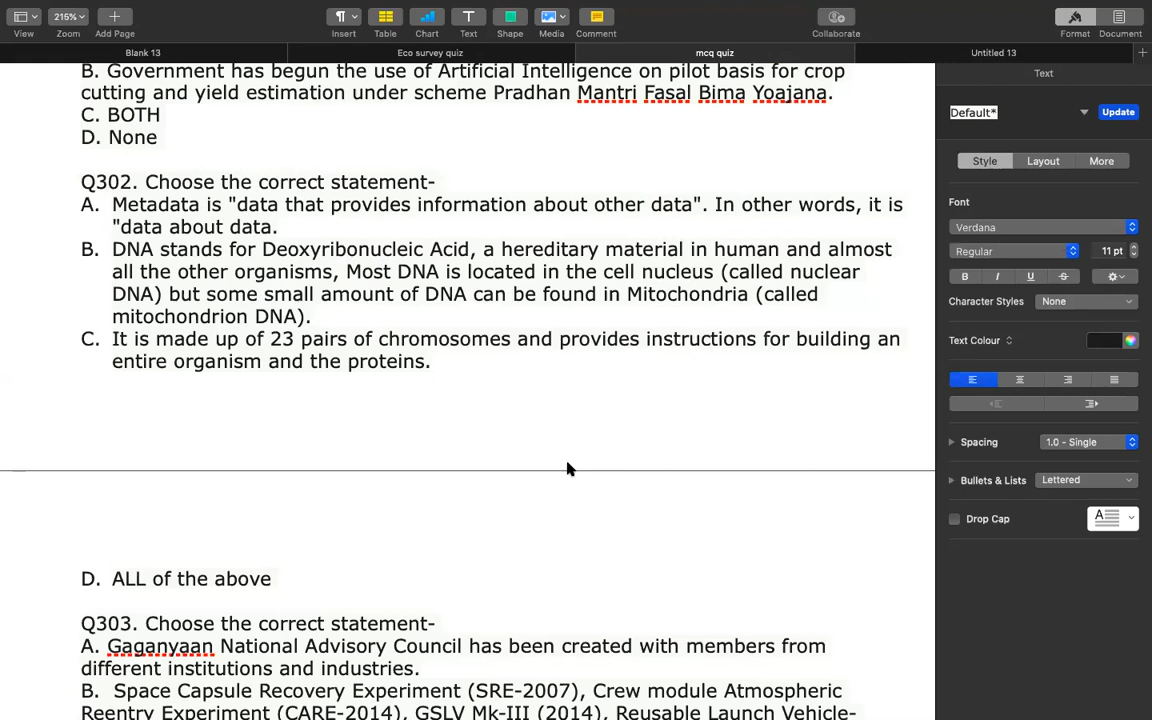 215%
View
Zoom
Add Page
Insert
Table
Chart
Text
Shape
Media
Comment
Collaborate
Format
Document
Blank 13
Eco survey quiz
mcq quiz
Untitled 13
B. Government has begun the use of Artificial Intelligence on pilot basis for crop
cutting and yield estimation under scheme Pradhan Mantri Fasal Bima Yoajana.
C. BOTH
D. None
Q302. Choose the correct statement-
A. Metadata is "data that provides information about other data". In other words, it is
"data about data.
B. DNA stands for Deoxyribonucleic Acid, a hereditary material in human and almost
all the other organisms, Most DNA is located in the cell nucleus (called nuclear
DNA) but some small amount of DNA can be found in Mitochondria (called
mitochondrion DNA).
C. It is made up of 23 pairs of chromosomes and provides instructions for building an
entire organism and the proteins.
D. ALL of the above
Q303. Choose the correct statement-
A. Gaganyaan National Advisory Council has been created with members from
different institutions and industries.
B. Space Capsule Recovery Experiment (SRE-2007), Crew module Atmospheric
Reentry Experiment (CARE-2014), GSLV Mk-III (2014), Reusable Launch Vehicle-
Text
Default*
Update
Style
Layout
More
Font
Verdana
Regular
11 pt
B I U S
Character Styles
None
Text Colour
Spacing
1.0 - Single
Bullets & Lists
Lettered
Drop Cap
A